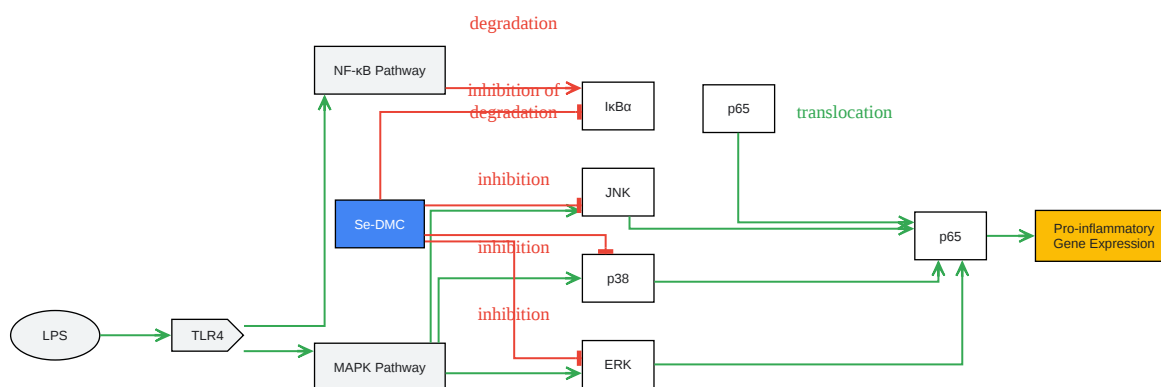 degradation
NF-κB Pathway
inhibition of
degradation
IκBα
p65
translocation
inhibition
JNK
Se-DMC
p65
Pro-inflammatory
Gene Expression
inhibition
p38
inhibition
LPS
TLR4
MAPK Pathway
ERK